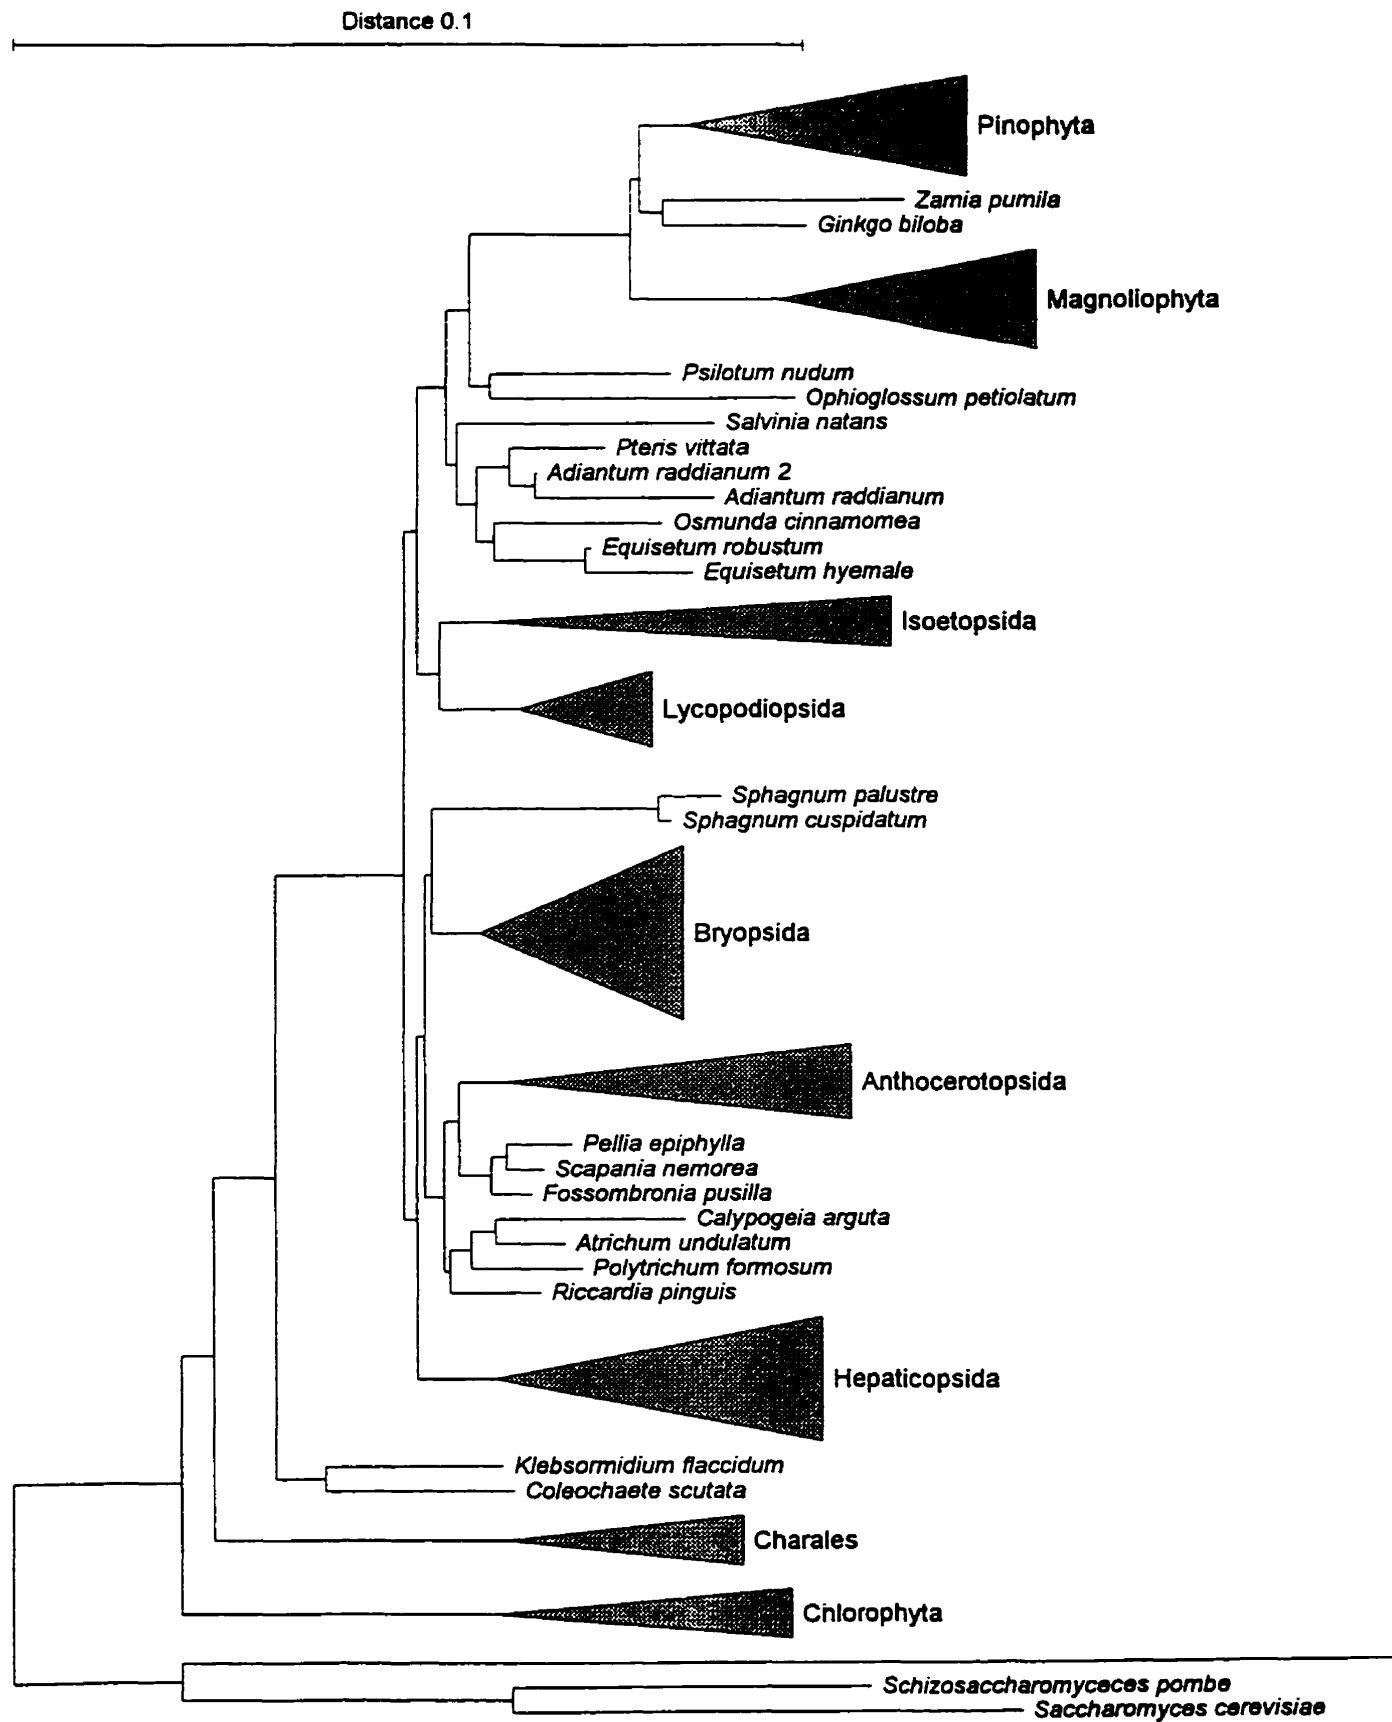 Distance 0.1
Pinophyta
Zamia pumila
Ginkgo biloba
Magnoliophyta
Psilotum nudum
Ophioglossum petiolatum
Salvinia natans
Pteris vittata
Adiantum raddianum 2
Adiantum raddianum
Osmunda cinnamomea
Equisetum robustum
Equisetum hyemale
Isoetopsida
Lycopodiopsida
Sphagnum palustre
Sphagnum cuspidatum
Bryopsida
Anthocerotopsida
Pellia epiphylla
Scapania nemorea
Fossombronia pusilla
Calypogeia arguta
Atrichum undulatum
Polytrichum formosum
Riccardia pinguis
Hepaticopsida
Klebsormidium flaccidum
Coleochaete scutata
Charales
Chlorophyta
Schizosaccharomyceces pombe
Saccharomyces cerevisiae